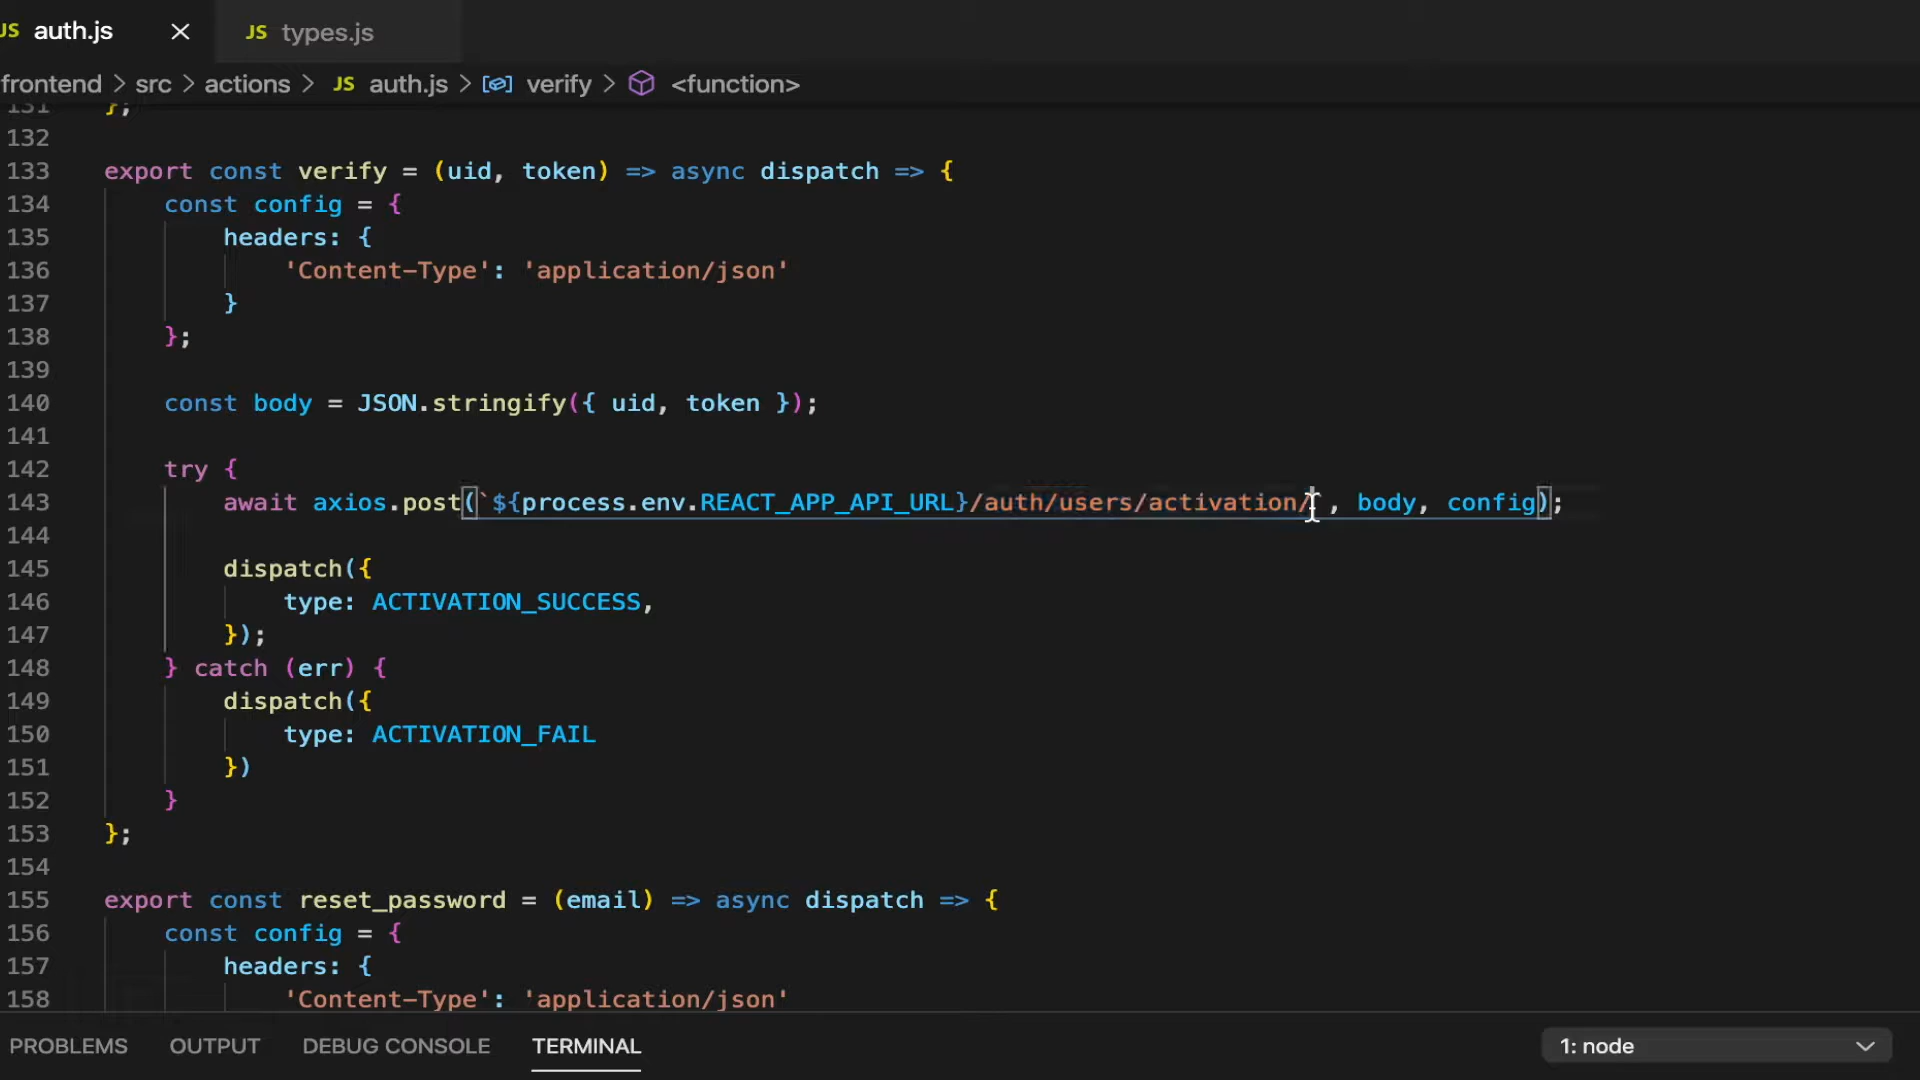 JS auth.js × JS types.js
frontend > src > actions > JS auth.js > verify > <function>
131 };
132
133 export const verify = (uid, token) => async dispatch => {
134     const config = {
135         headers: {
136             'Content-Type': 'application/json'
137         }
138     };
139
140     const body = JSON.stringify({ uid, token });
141
142     try {
143         await axios.post(`${process.env.REACT_APP_API_URL}/auth/users/activation/`, body, config);
144
145         dispatch({
146             type: ACTIVATION_SUCCESS,
147         });
148     } catch (err) {
149         dispatch({
150             type: ACTIVATION_FAIL
151         })
152     }
153 };
154
155 export const reset_password = (email) => async dispatch => {
156     const config = {
157         headers: {
158             'Content-Type': 'application/json'
PROBLEMS OUTPUT DEBUG CONSOLE TERMINAL 1: node